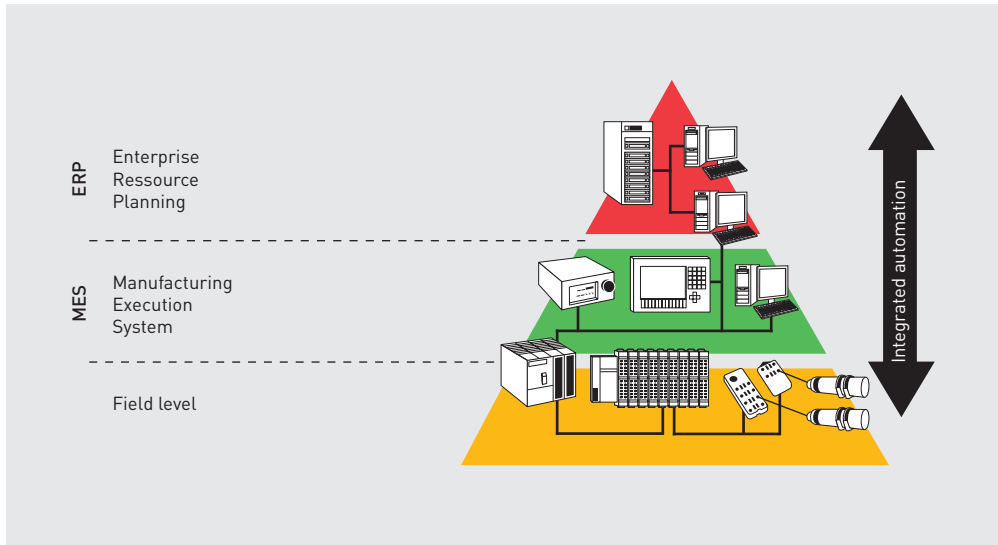 ERP
Enterprise
Ressource
Planning
MES
Manufacturing
Execution
System
Field level
Integrated automation